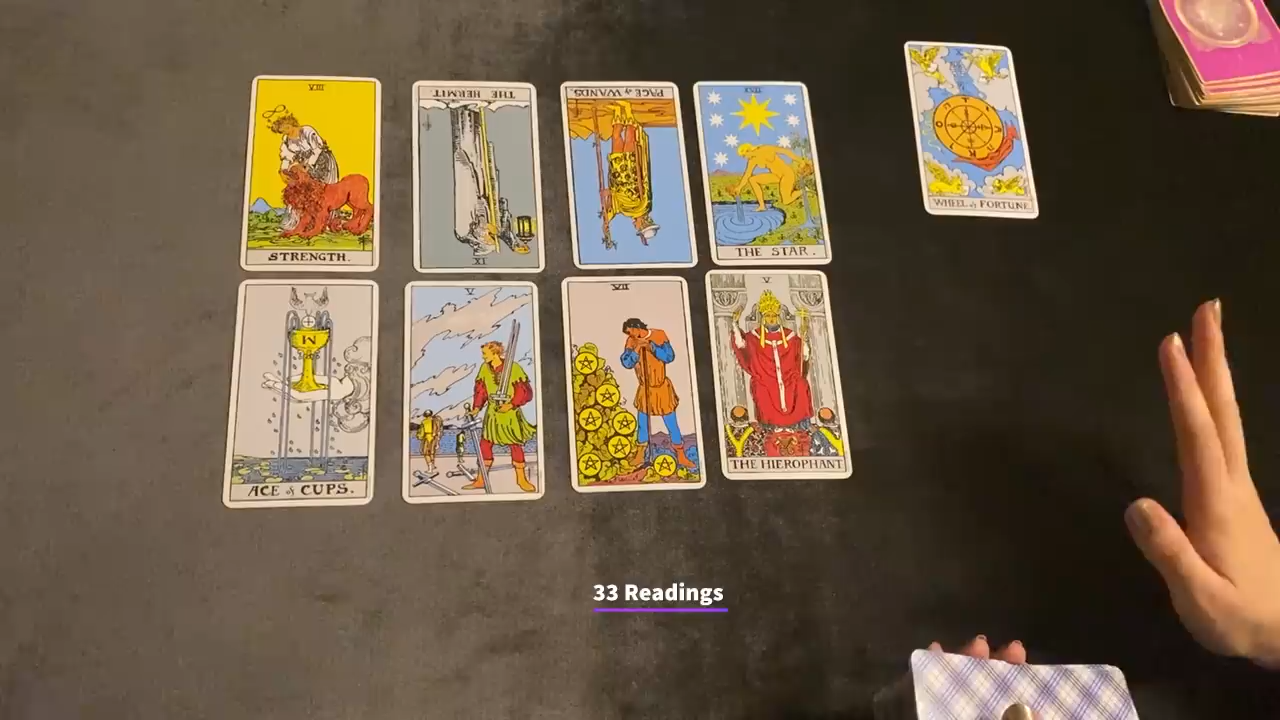 VIII
STRENGTH.
THE HERMIT
IX
PAGE of WANDS.
XVII
THE STAR.
X
WHEEL of FORTUNE.
ACE of CUPS.
V
VII
V
THE HIEROPHANT
33 Readings